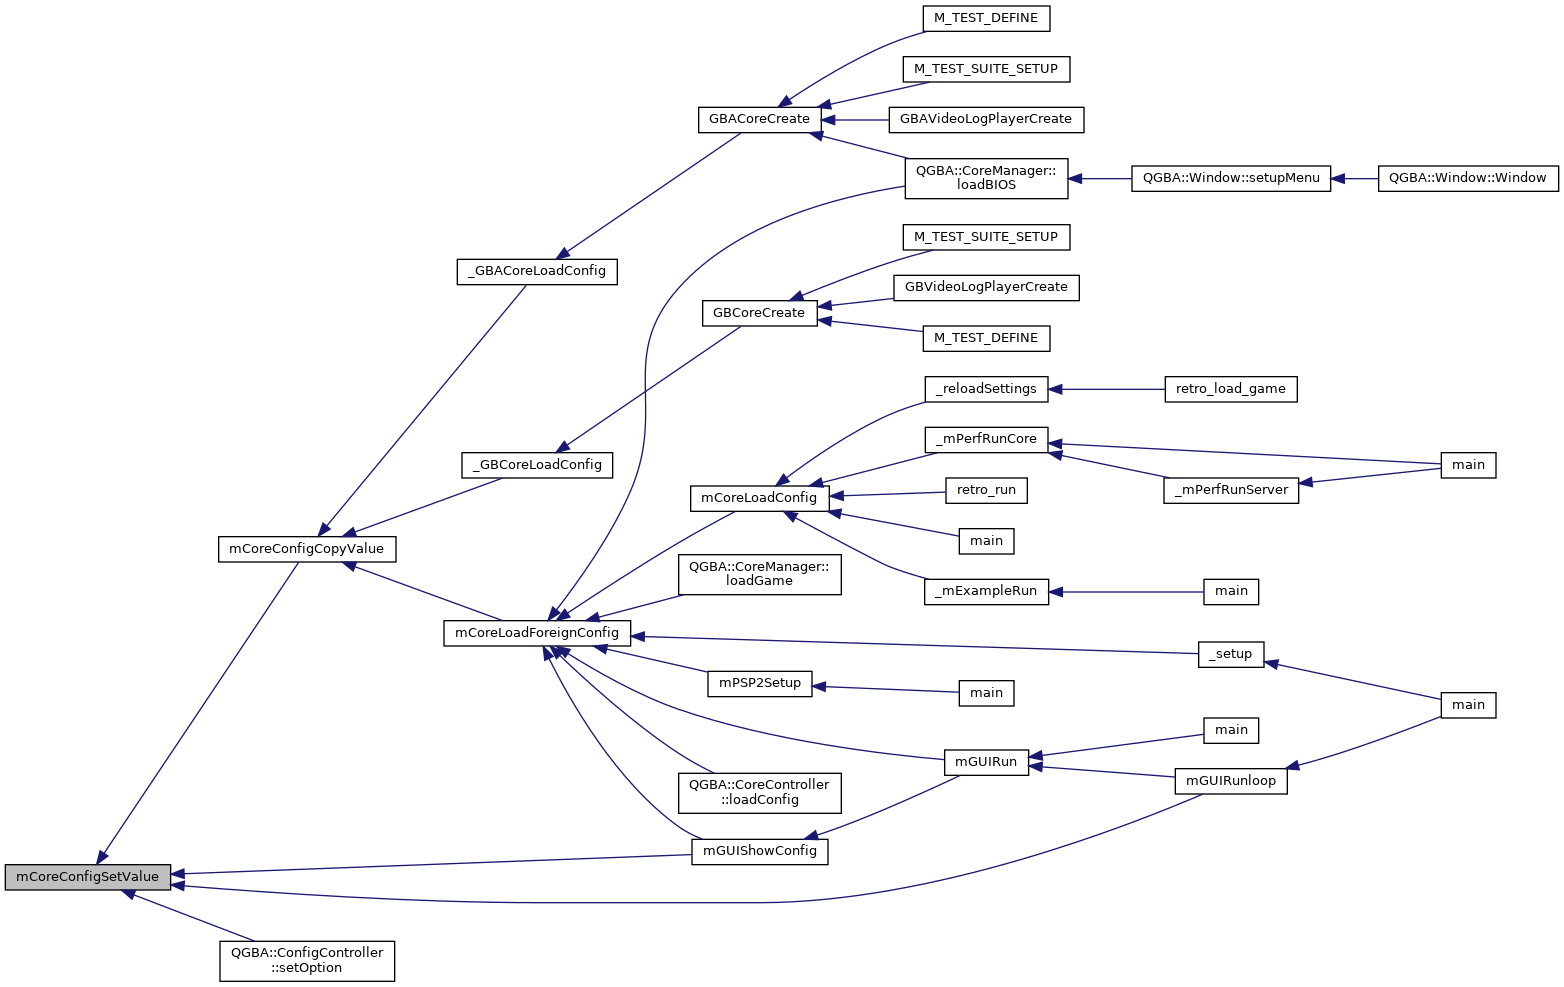 M_TEST_DEFINE
M_TEST_SUITE_SETUP
GBACoreCreate
GBAVideoLogPlayerCreate
QGBA::CoreManager::
loadBIOS
QGBA::Window::setupMenu
QGBA::Window::Window
M_TEST_SUITE_SETUP
_GBACoreLoadConfig
GBVideoLogPlayerCreate
GBCoreCreate
M_TEST_DEFINE
_reloadSettings
retro_load_game
_mPerfRunCore
_GBCoreLoadConfig
main
mCoreLoadConfig
retro_run
_mPerfRunServer
main
mCoreConfigCopyValue
QGBA::CoreManager::
loadGame
_mExampleRun
main
mCoreLoadForeignConfig
_setup
mPSP2Setup
main
main
main
mGUIRun
mGUIRunloop
QGBA::CoreController
::loadConfig
mGUIShowConfig
mCoreConfigSetValue
QGBA::ConfigController
::setOption